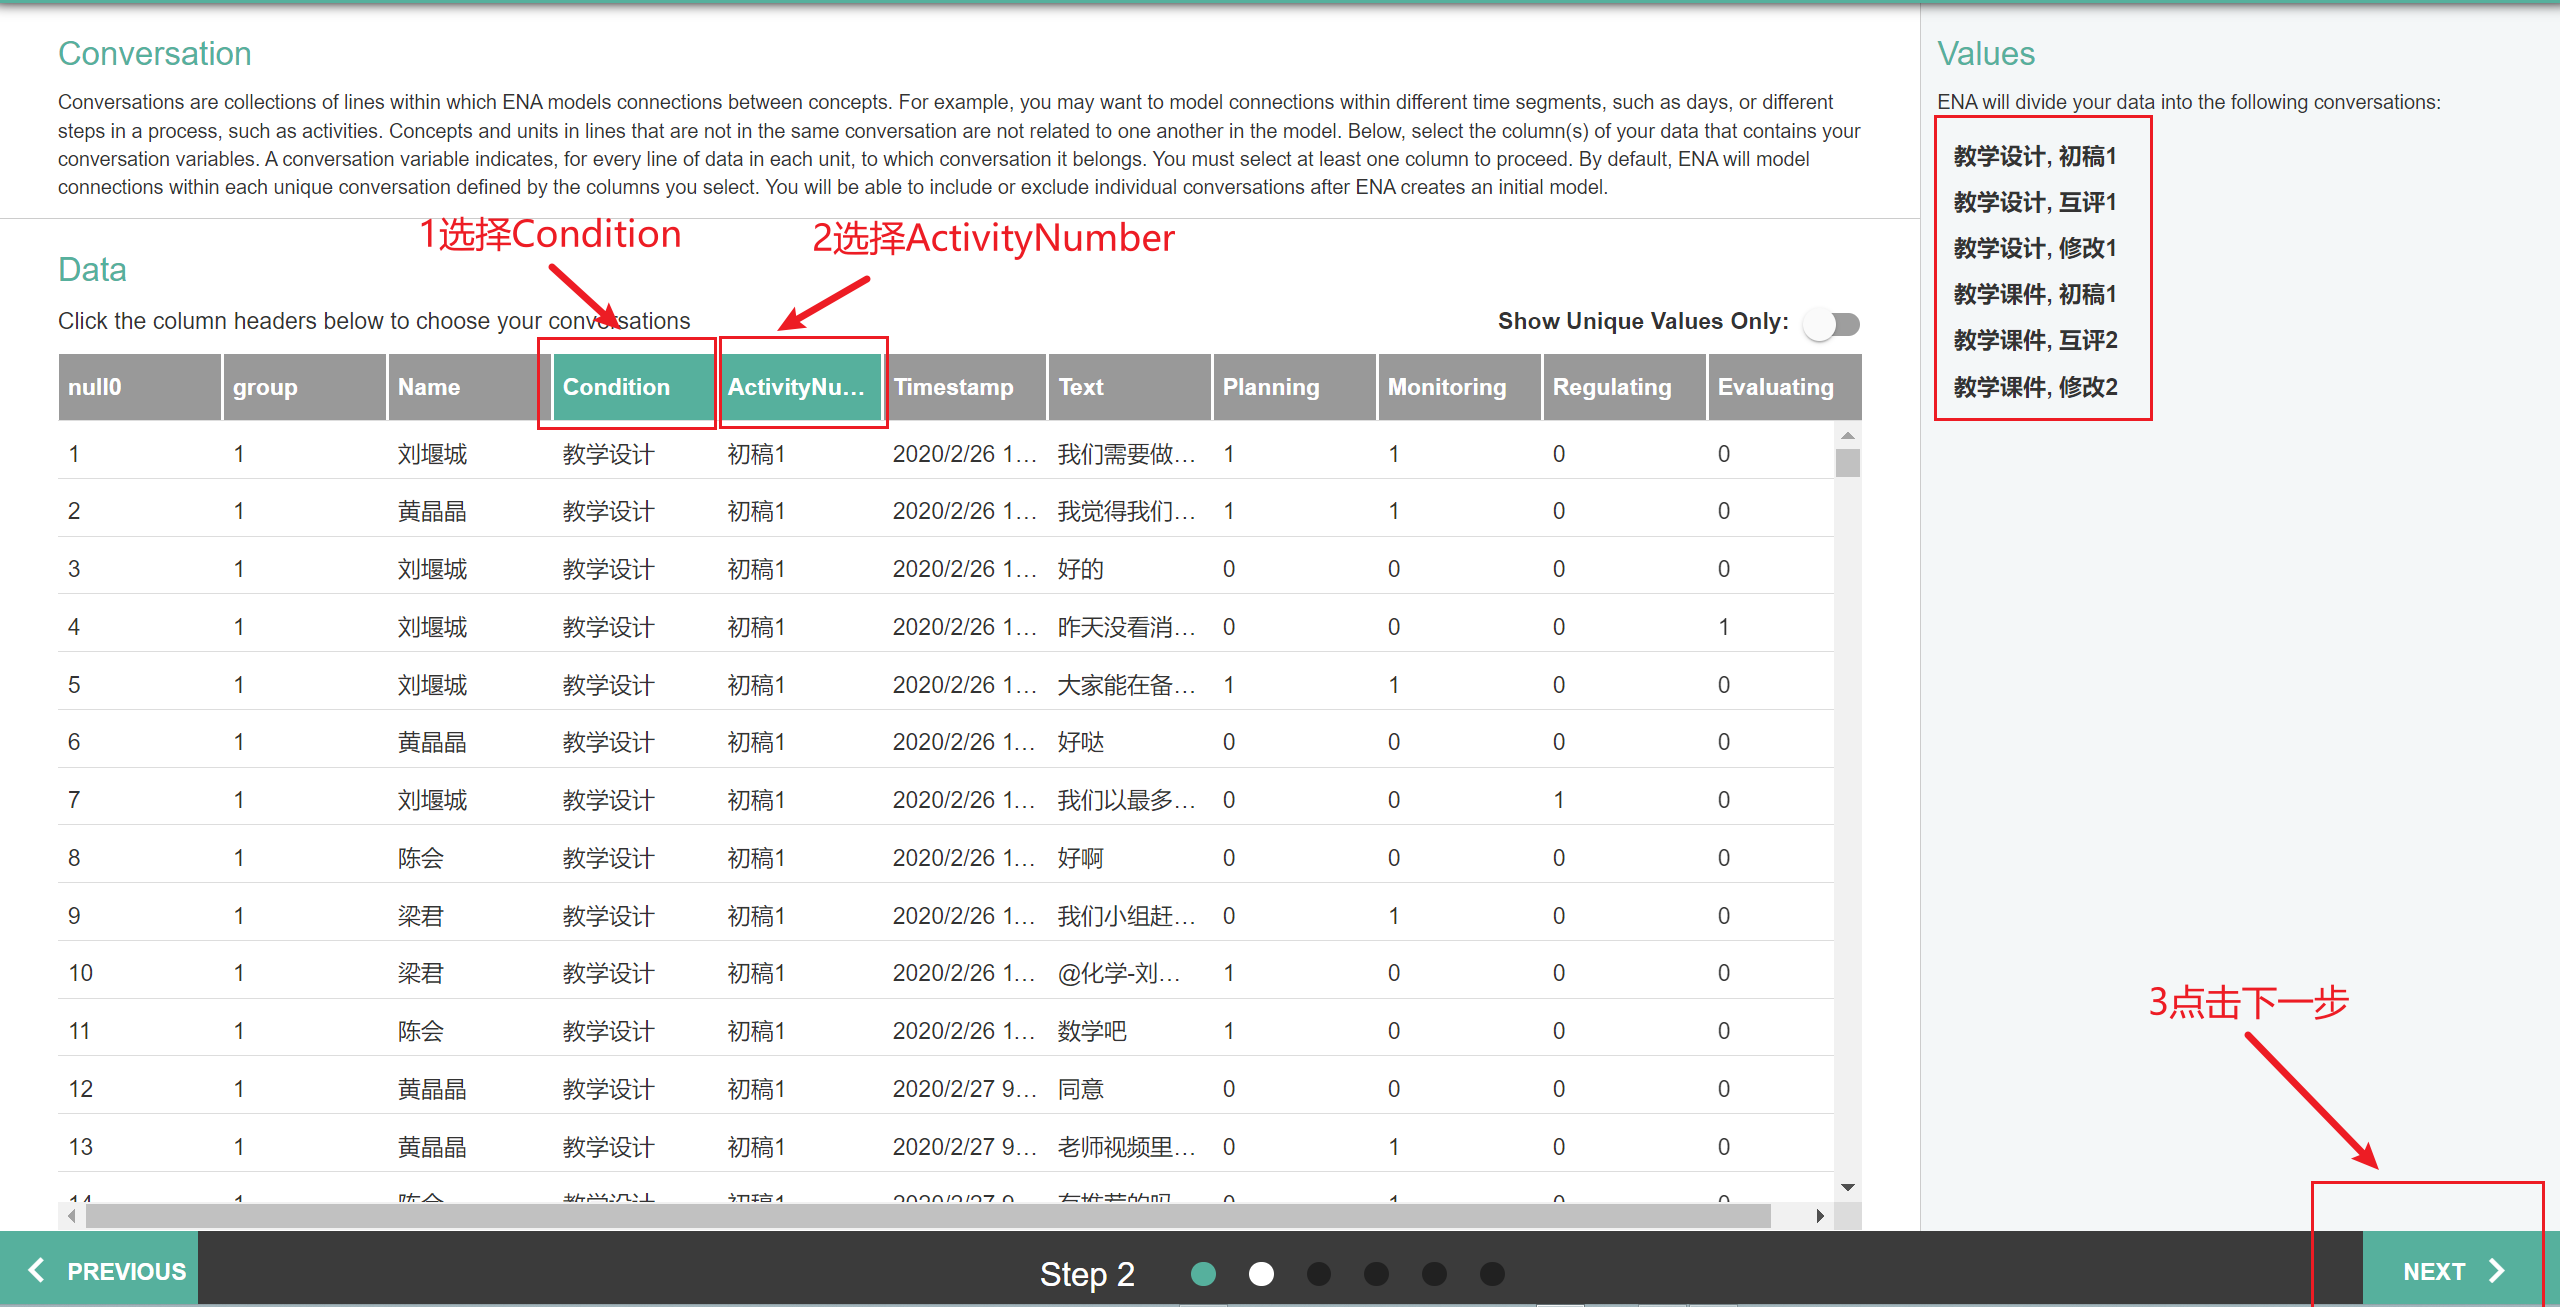 Conversation
Conversations are collections of lines within which ENA models connections between concepts. For example, you may want to model connections within different time segments, such as days, or different
steps in a process, such as activities. Concepts and units in lines that are not in the same conversation are not related to one another in the model. Below, select the column(s) of your data that contains your
conversation variables. A conversation variable indicates, for every line of data in each unit, to which conversation it belongs. You must select at least one column to proceed. By default, ENA will model
connections within each unique conversation defined by the columns you select. You will be able to include or exclude individual conversations after ENA creates an initial model.
1选择Condition
2选择ActivityNumber
Data
Click the column headers below to choose your conversations
Show Unique Values Only:
null0 group Name Condition ActivityNu... Timestamp Text Planning Monitoring Regulating Evaluating
1 1 刘堰城 教学设计 初稿1 2020/2/26 1... 我们需要做... 1 1 0 0
2 1 黄晶晶 教学设计 初稿1 2020/2/26 1... 我觉得我们... 1 1 0 0
3 1 刘堰城 教学设计 初稿1 2020/2/26 1... 好的 0 0 0 0
4 1 刘堰城 教学设计 初稿1 2020/2/26 1... 昨天没看消... 0 0 0 1
5 1 刘堰城 教学设计 初稿1 2020/2/26 1... 大家能在备... 1 1 0 0
6 1 黄晶晶 教学设计 初稿1 2020/2/26 1... 好哒 0 0 0 0
7 1 刘堰城 教学设计 初稿1 2020/2/26 1... 我们以最多... 0 0 1 0
8 1 陈会 教学设计 初稿1 2020/2/26 1... 好啊 0 0 0 0
9 1 梁君 教学设计 初稿1 2020/2/26 1... 我们小组赶... 0 1 0 0
10 1 梁君 教学设计 初稿1 2020/2/26 1... @化学-刘... 1 0 0 0
11 1 陈会 教学设计 初稿1 2020/2/26 1... 数学吧 1 0 0 0
12 1 黄晶晶 教学设计 初稿1 2020/2/27 9... 同意 0 0 0 0
13 1 黄晶晶 教学设计 初稿1 2020/2/27 9... 老师视频里... 0 1 0 0
14 1 陈会 教学设计 初稿1 2020/2/27 9... 有推荐的吗 0 1 0 0
Values
ENA will divide your data into the following conversations:
教学设计, 初稿1
教学设计, 互评1
教学设计, 修改1
教学课件, 初稿1
教学课件, 互评2
教学课件, 修改2
3点击下一步
PREVIOUS
Step 2
NEXT